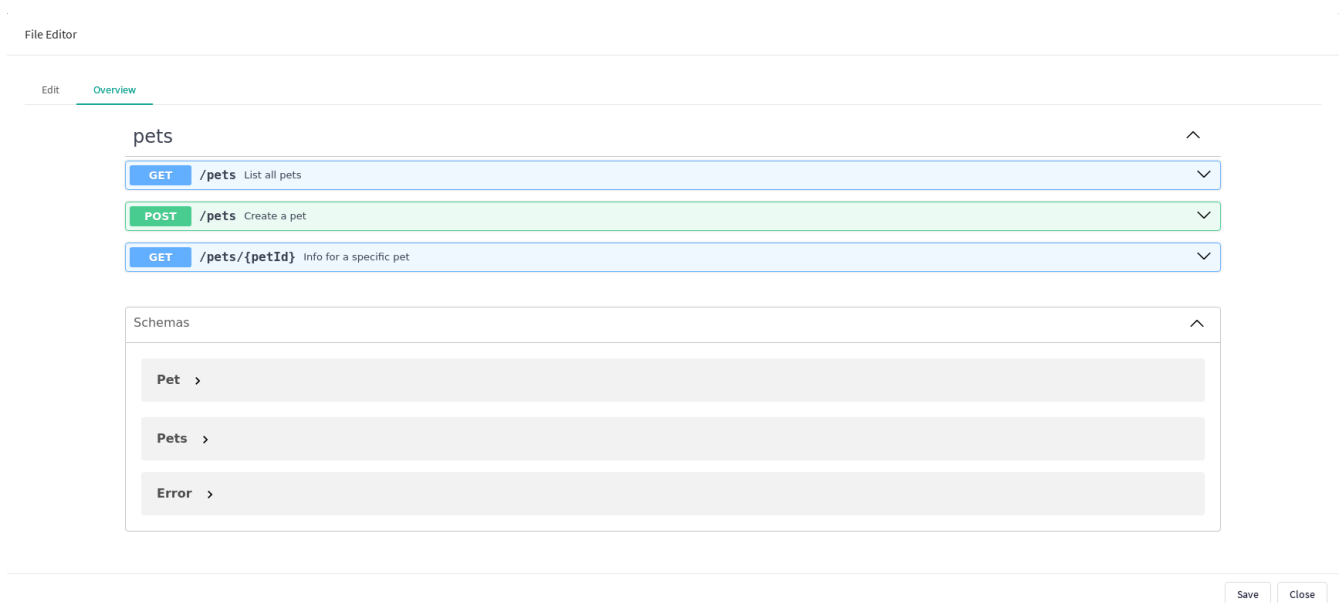 File Editor
Edit Overview
pets
GET /pets List all pets
POST /pets Create a pet
GET /pets/{petId} Info for a specific pet
Schemas
Pet
Pets
Error
Save Close